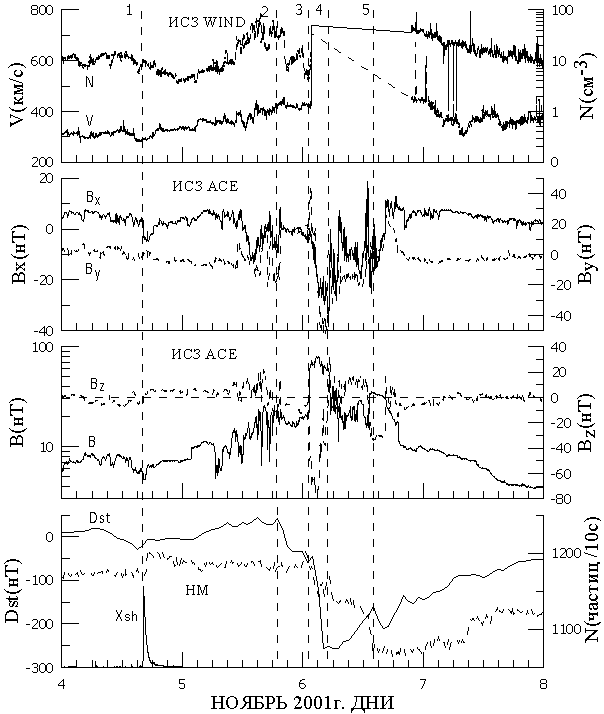 1 2 3 4 5
800 600 400 200
V(км/с)
ИСЗ WIND
N
V
100 10 1 0
N(см-3)
20 0 -20 -40
Bx(нТ)
ИСЗ ACE
Bx
By
40 20 0 -20 -40
By(нТ)
100 10
B(нТ)
ИСЗ ACE
Bz
B
40 20 0 -20 -40 -60 -80
Bz(нТ)
0 -100 -200 -300
Dst(нТ)
Dst
НМ
Xsh
1200 1100
N(частиц /10с)
4 5 6 7 8
НОЯБРЬ 2001г. ДНИ